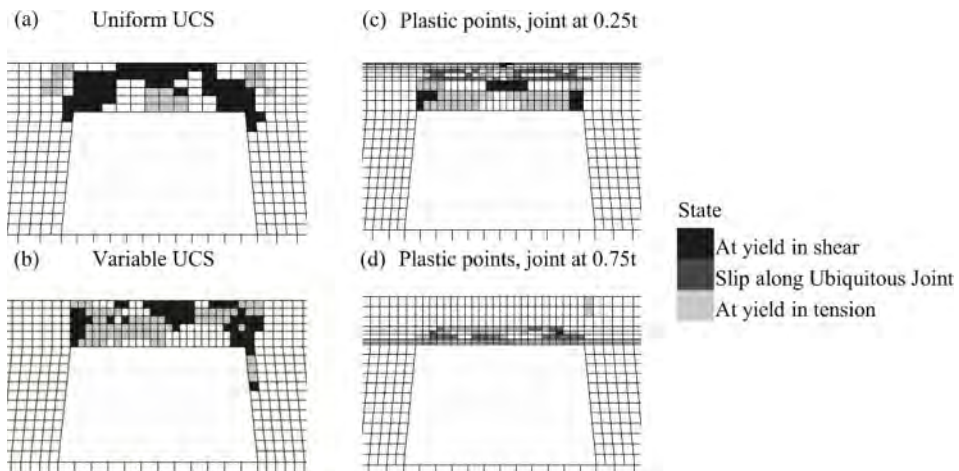 (a) Uniform UCS
(c) Plastic points, joint at 0.25t
(b) Variable UCS
(d) Plastic points, joint at 0.75t
State
At yield in shear
Slip along Ubiquitous Joint
At yield in tension